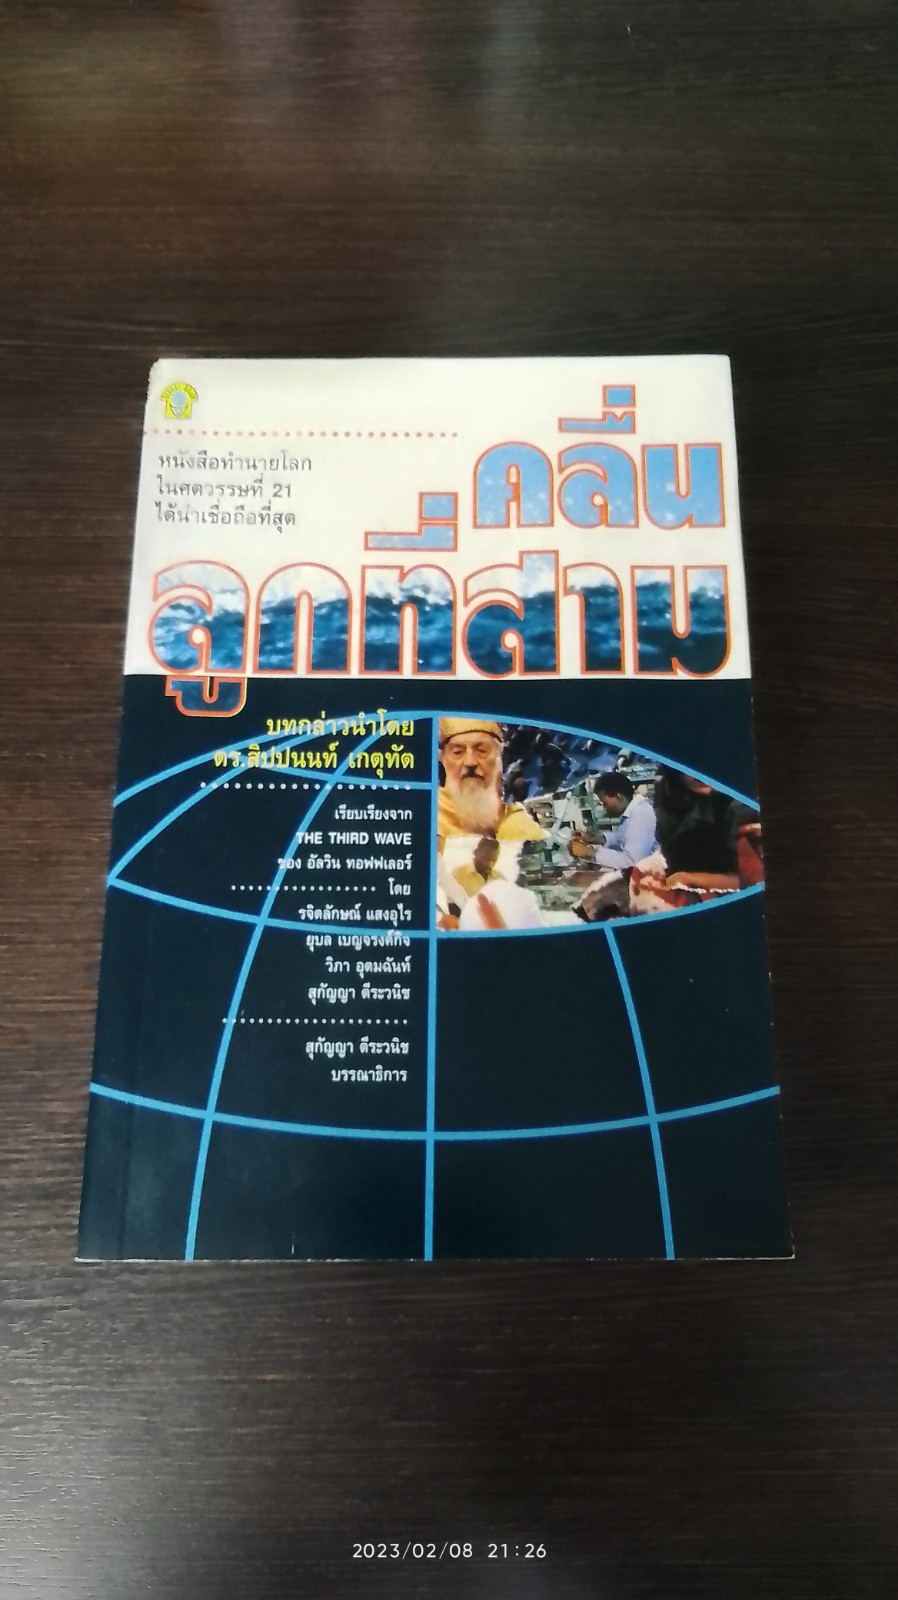 หนังสือทำนายโลก
ในศตวรรษที่ 21
ได้น่าเชื่อถือที่สุด
คลื่น
ลูกที่สาม
บทกล่าวนำโดย
ดร.สิปปนนท์ เกตุทัต
เรียบเรียงจาก
THE THIRD WAVE
ของ อัลวิน ทอฟฟเลอร์
โดย
รจิตลักษณ์ แสงอุไร
ยุบล เบญจรงค์กิจ
วิภา อุตมฉันท์
สุกัญญา ตีระวนิช
สุกัญญา ตีระวนิช
บรรณาธิการ
2023/02/08 21:26